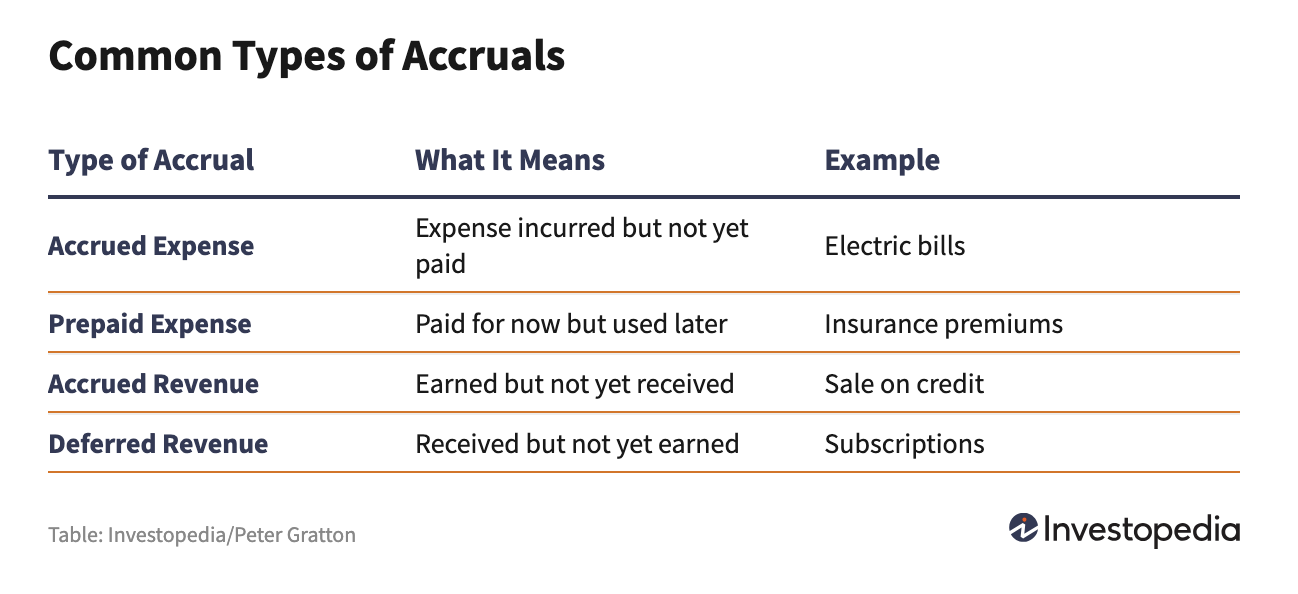 Common Types of Accruals
Type of Accrual What It Means Example
Accrued Expense Expense incurred but not yet paid Electric bills
Prepaid Expense Paid for now but used later Insurance premiums
Accrued Revenue Earned but not yet received Sale on credit
Deferred Revenue Received but not yet earned Subscriptions
Table: Investopedia/Peter Gratton
Investopedia